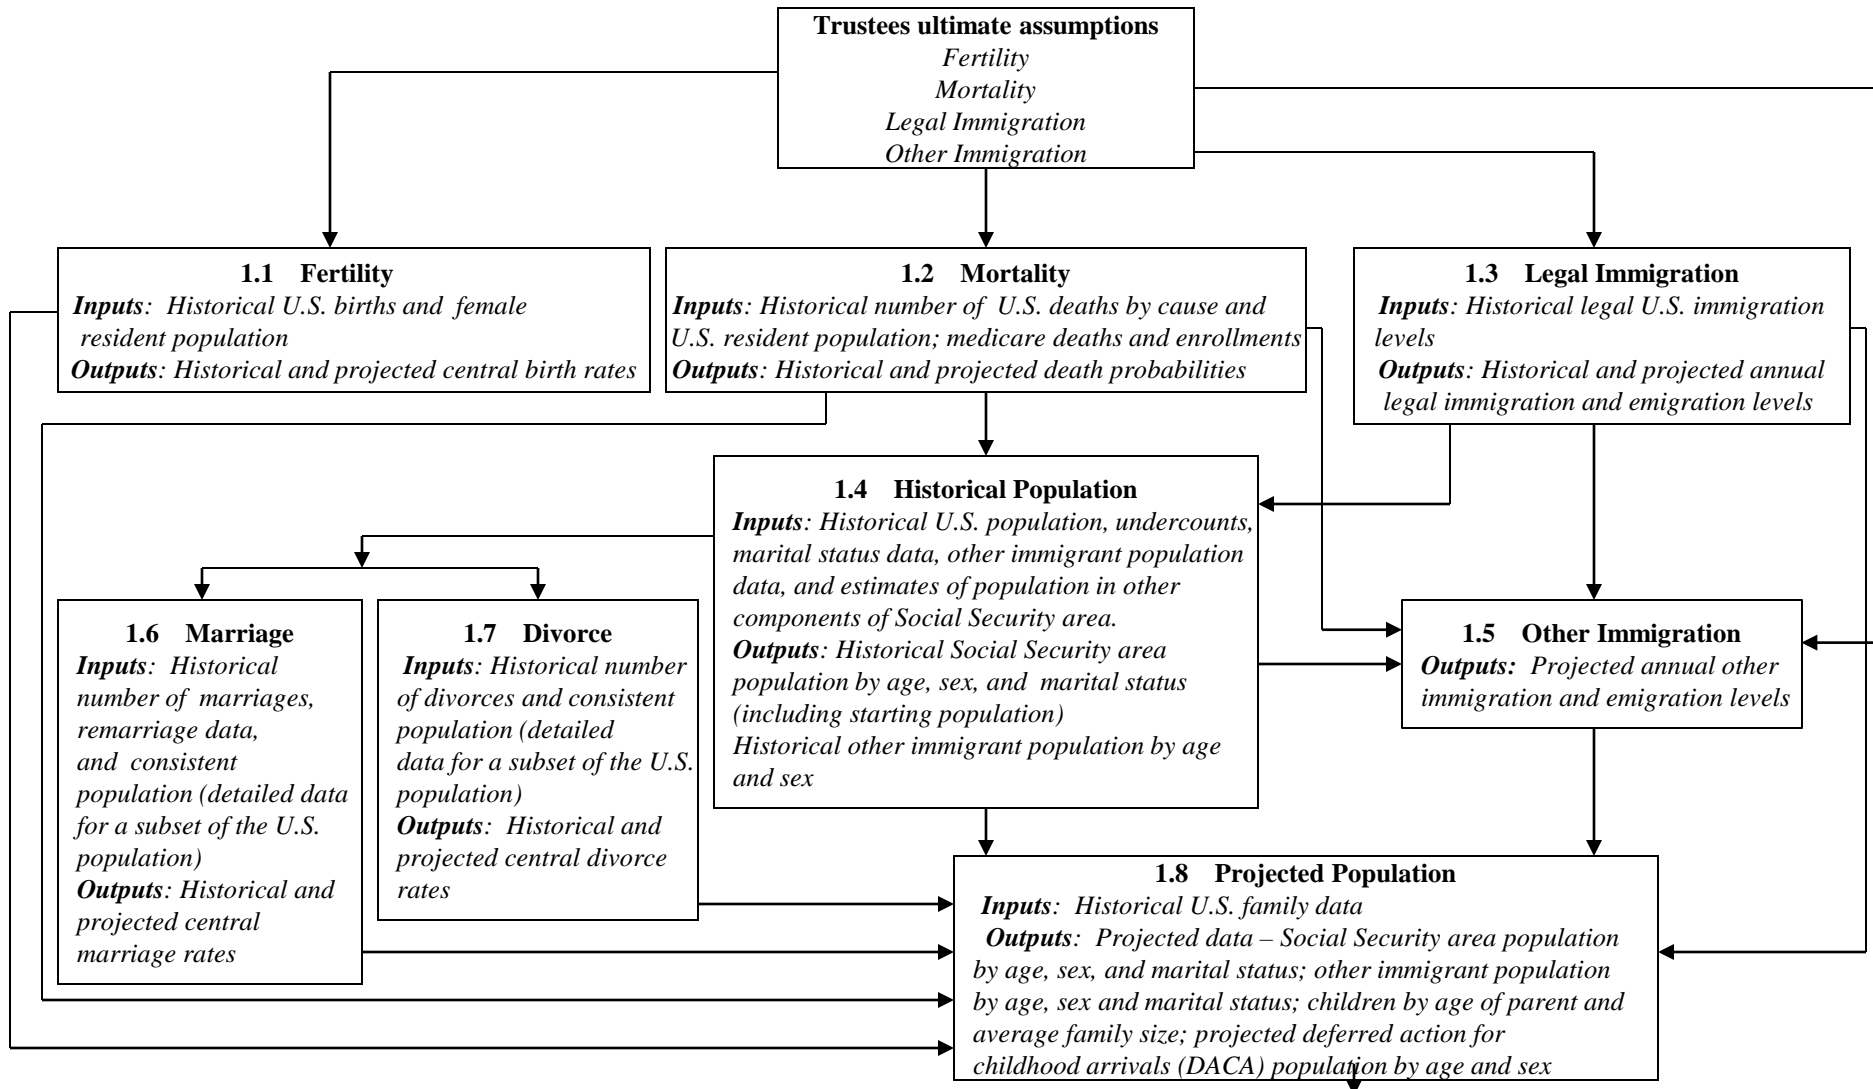 Trustees ultimate assumptions
Fertility
Mortality
Legal Immigration
Other Immigration
1.1 Fertility
Inputs: Historical U.S. births and female
resident population
Outputs: Historical and projected central birth rates
1.2 Mortality
Inputs: Historical number of U.S. deaths by cause and
U.S. resident population; medicare deaths and enrollments
Outputs: Historical and projected death probabilities
1.3 Legal Immigration
Inputs: Historical legal U.S. immigration
levels
Outputs: Historical and projected annual
legal immigration and emigration levels
1.4 Historical Population
Inputs: Historical U.S. population, undercounts,
marital status data, other immigrant population
data, and estimates of population in other
components of Social Security area.
Outputs: Historical Social Security area
population by age, sex, and marital status
(including starting population)
Historical other immigrant population by age
and sex
1.5 Other Immigration
Outputs: Projected annual other
immigration and emigration levels
1.6 Marriage
Inputs: Historical
number of marriages,
remarriage data,
and consistent
population (detailed data
for a subset of the U.S.
population)
Outputs: Historical and
projected central
marriage rates
1.7 Divorce
Inputs: Historical number
of divorces and consistent
population (detailed
data for a subset of the U.S.
population)
Outputs: Historical and
projected central divorce
rates
1.8 Projected Population
Inputs: Historical U.S. family data
Outputs: Projected data – Social Security area population
by age, sex, and marital status; other immigrant population
by age, sex and marital status; children by age of parent and
average family size; projected deferred action for
childhood arrivals (DACA) population by age and sex